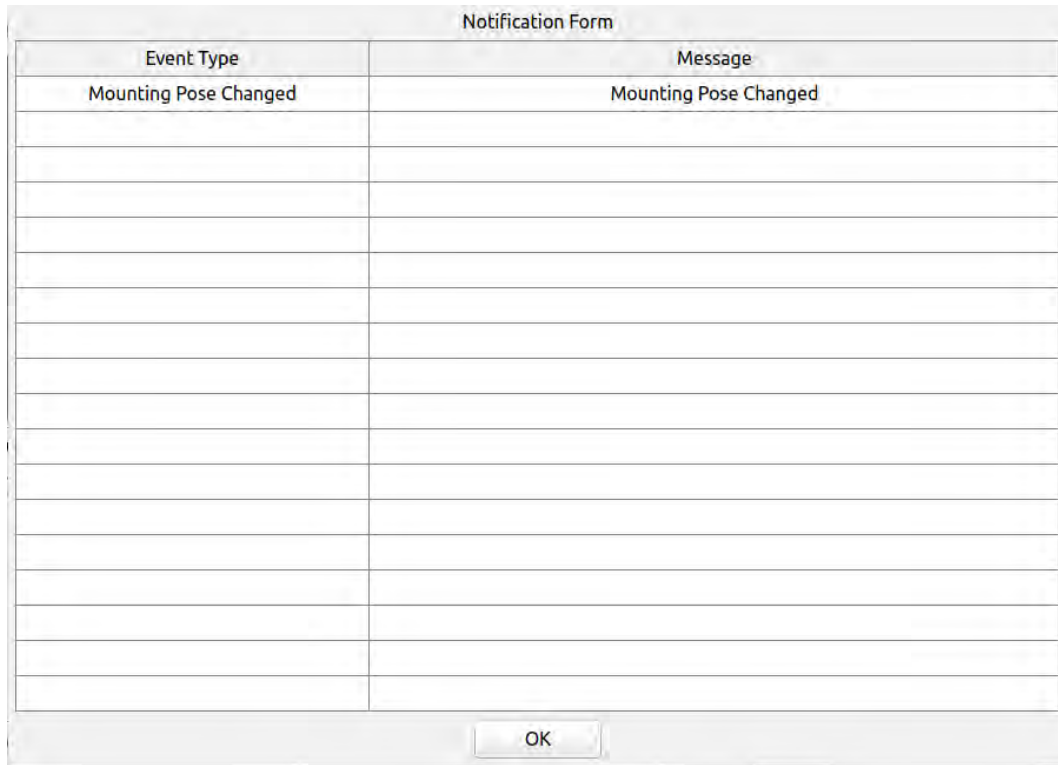 Notification Form
Event Type Message
Mounting Pose Changed Mounting Pose Changed
OK